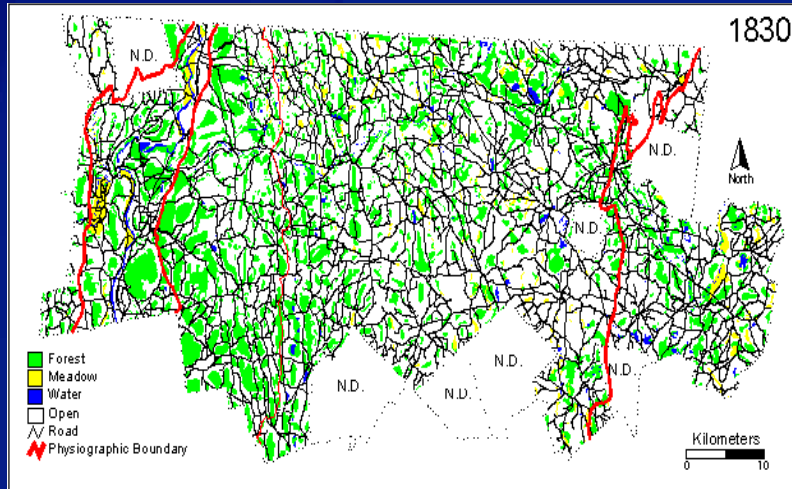 1830
N.D.
N.D.
North
N.D.
N.D.
N.D.
N.D.
N.D.
Forest
Meadow
Water
Open
Road
Physiographic Boundary
Kilometers
0 10